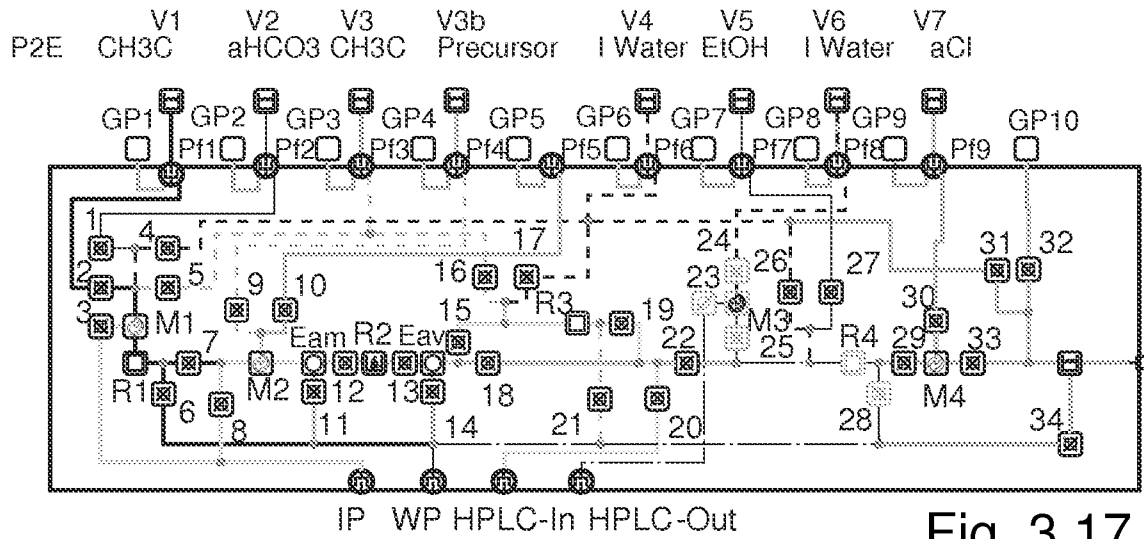 V1 V2 V3 V3b V4 V5 V6 V7
P2E CH3C aHCO3 CH3C Precursor I Water EtOH I Water aCl
GP1 GP2 GP3 GP4 GP5 GP6 GP7 GP8 GP9 GP10
Pf1 Pf2 Pf3 Pf4 Pf5 Pf6 Pf7 Pf8 Pf9
1 4 17 24 31 32
2 5 9 10 16 23 26 27
3 M1 15 R3 19 M3 30
7 Eam R2 Eav 22 25 R4 29 33
R1 M2 12 13 18 M4
6 8 11 14 21 20 28 34
IP WP HPLC-In HPLC-Out
Fig. 3.17